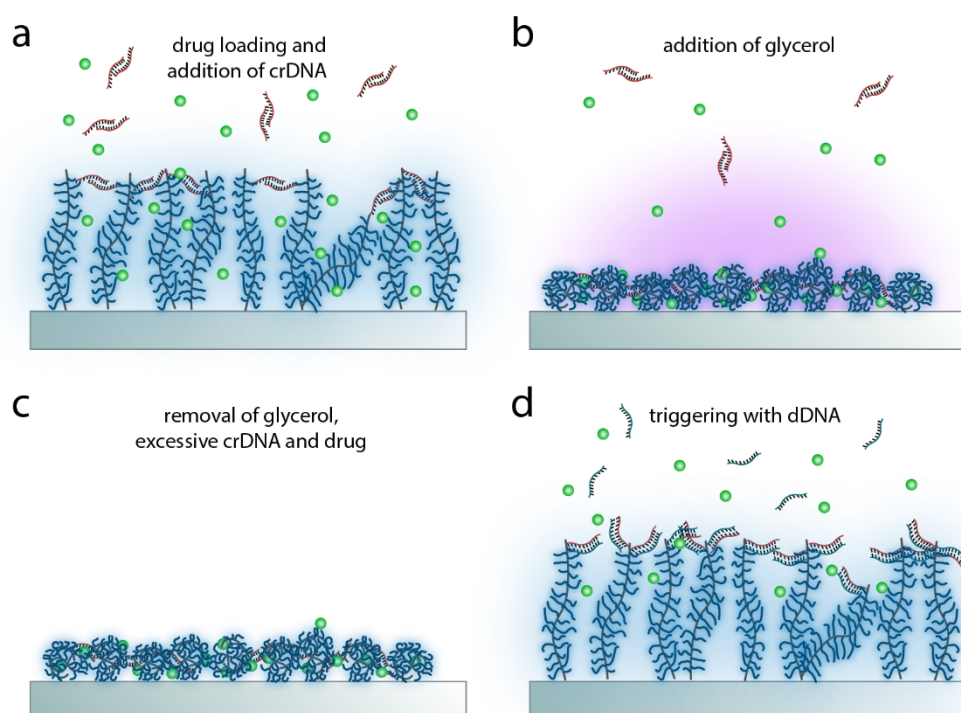 a
drug loading and
addition of crDNA
b
addition of glycerol
c
removal of glycerol,
excessive crDNA and drug
d
triggering with dDNA